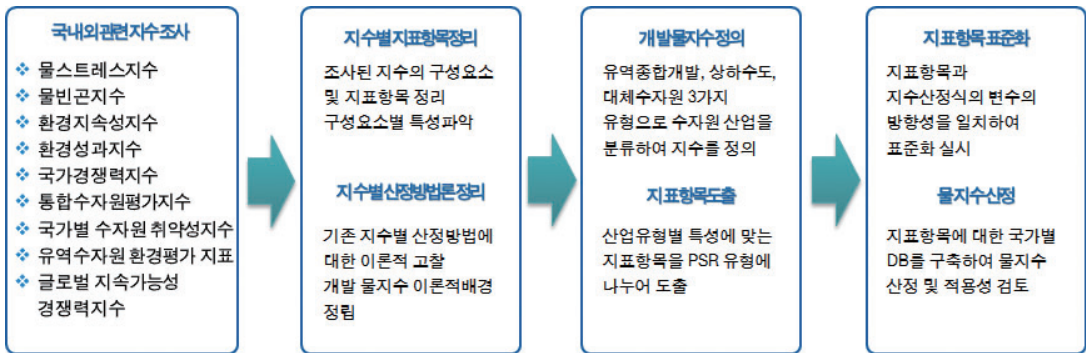 국내외관련지수조사
❖ 물스트레스지수
❖ 물빈곤지수
❖ 환경지속성지수
❖ 환경성과지수
❖ 국가경쟁력지수
❖ 통합수자원평가지수
❖ 국가별 수자원 취약성지수
❖ 유역수자원 환경평가 지표
❖ 글로벌 지속가능성
경쟁력지수
지수별지표항목정리
조사된 지수의 구성요소
및 지표항목 정리
구성요소별 특성파악
지수별산정방법론정리
기존 지수별 산정방법에
대한 이론적 고찰
개발 물지수 이론적배경
정립
개발물지수정의
유역종합개발, 상하수도,
대체수자원 3가지
유형으로 수자원 산업을
분류하여 지수를 정의
지표항목도출
산업유형별 특성에 맞는
지표항목을 PSR 유형에
나누어 도출
지표항목표준화
지표항목과
지수산정식의 변수의
방향성을 일치하여
표준화 실시
물지수산정
지표항목에 대한 국가별
DB를 구축하여 물지수
산정 및 적용성 검토